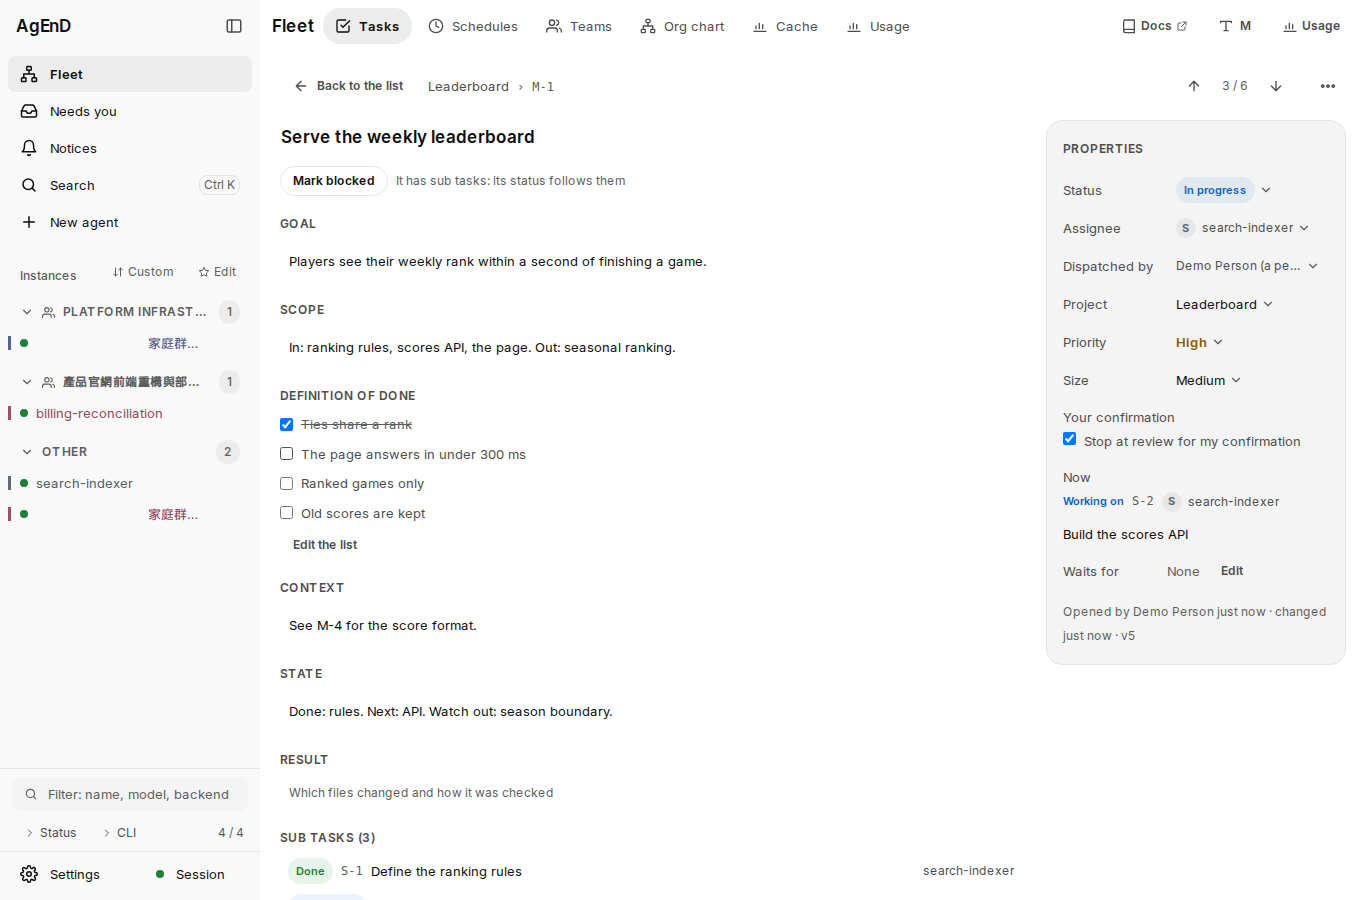 AgEnD
Fleet
Needs you
Notices
Search
Ctrl K
New agent
Instances
Custom
Edit
PLATFORM INFRAST...
1
家庭群...
產品官網前端重構與部...
1
billing-reconciliation
OTHER
2
search-indexer
家庭群...
Filter: name, model, backend
Status
CLI
4 / 4
Settings
Session
Fleet
Tasks
Schedules
Teams
Org chart
Cache
Usage
Docs
M
Usage
Back to the list
Leaderboard › M-1
3 / 6
Serve the weekly leaderboard
Mark blocked
It has sub tasks: its status follows them
GOAL
Players see their weekly rank within a second of finishing a game.
SCOPE
In: ranking rules, scores API, the page. Out: seasonal ranking.
DEFINITION OF DONE
Ties share a rank
The page answers in under 300 ms
Ranked games only
Old scores are kept
Edit the list
CONTEXT
See M-4 for the score format.
STATE
Done: rules. Next: API. Watch out: season boundary.
RESULT
Which files changed and how it was checked
SUB TASKS (3)
Done S-1 Define the ranking rules search-indexer
PROPERTIES
Status In progress
Assignee S search-indexer
Dispatched by Demo Person (a pe...
Project Leaderboard
Priority High
Size Medium
Your confirmation
Stop at review for my confirmation
Now
Working on S-2 S search-indexer
Build the scores API
Waits for None Edit
Opened by Demo Person just now · changed
just now · v5